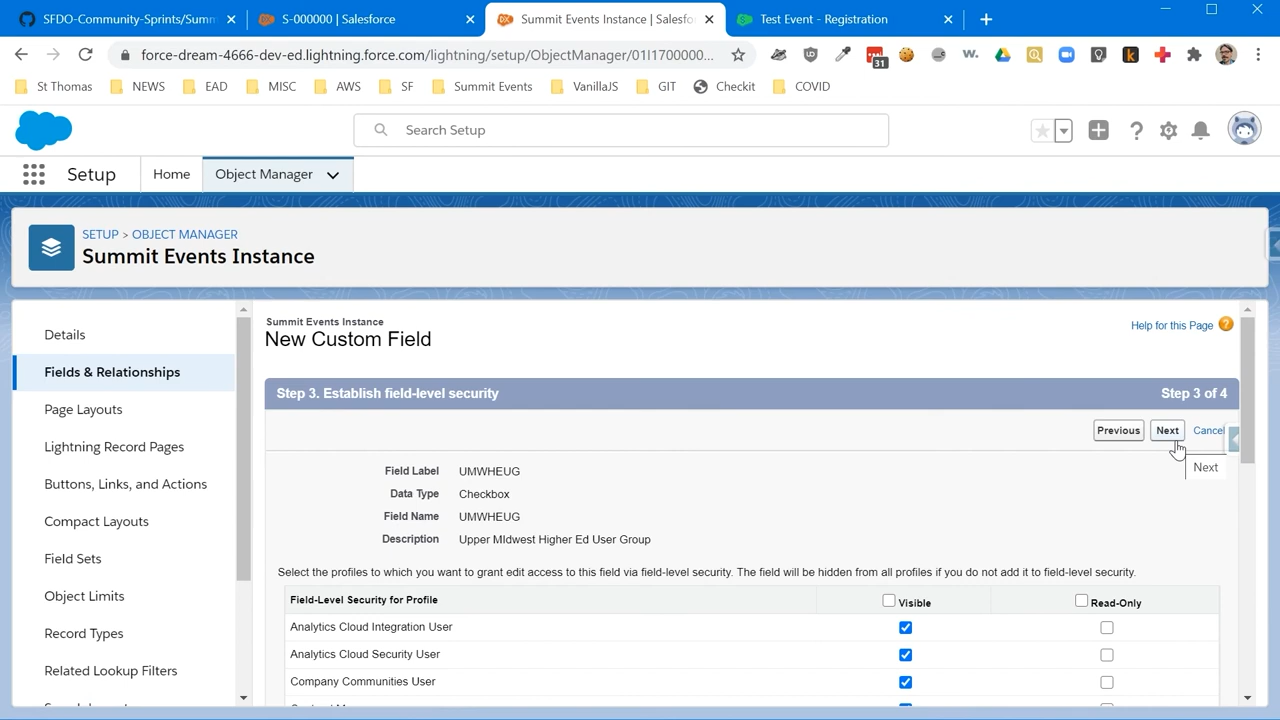 SFDO-Community-Sprints/Summ
S-000000 | Salesforce
Summit Events Instance | Salesfo
Test Event - Registration
force-dream-4666-dev-ed.lightning.force.com/lightning/setup/ObjectManager/01I1700000...
31
St Thomas
NEWS
EAD
MISC
AWS
SF
Summit Events
VanillaJS
GIT
Checkit
COVID
Search Setup
Setup
Home
Object Manager
SETUP > OBJECT MANAGER
Summit Events Instance
Details
Fields & Relationships
Page Layouts
Lightning Record Pages
Buttons, Links, and Actions
Compact Layouts
Field Sets
Object Limits
Record Types
Related Lookup Filters
Summit Events Instance
New Custom Field
Help for this Page
Step 3. Establish field-level security
Step 3 of 4
Previous
Next
Cancel
Next
Field Label UMWHEUG
Data Type Checkbox
Field Name UMWHEUG
Description Upper MIdwest Higher Ed User Group
Select the profiles to which you want to grant edit access to this field via field-level security. The field will be hidden from all profiles if you do not add it to field-level security.
Field-Level Security for Profile Visible Read-Only
Analytics Cloud Integration User
Analytics Cloud Security User
Company Communities User